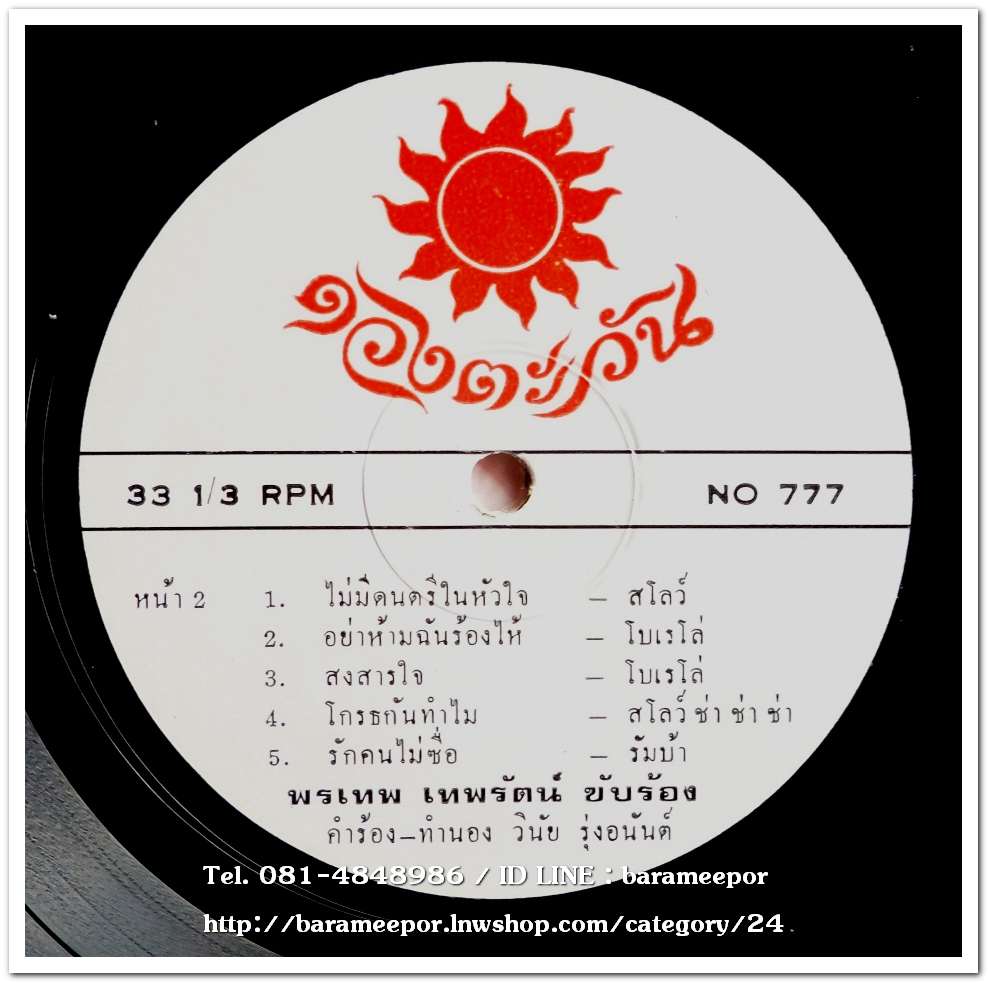 แสงตะวัน
33 1/3 RPM NO 777
หน้า 2 1. ไม่มีดนตรีในหัวใจ – สโลว์
2. อย่าห้ามฉันร้องไห้ – โบเรโล่
3. สงสารใจ – โบเรโล่
4. โกรธกันทำไม – สโลว์ ช่า ช่า ช่า
5. รักคนไม่ซื่อ – รัมบ้า
พรเทพ เทพรัตน์ ขับร้อง
คำร้อง–ทำนอง วินัย รุ่งอนันต์
Tel. 081-4848986 / ID LINE : barameepor
http://barameepor.lnwshop.com/category/24